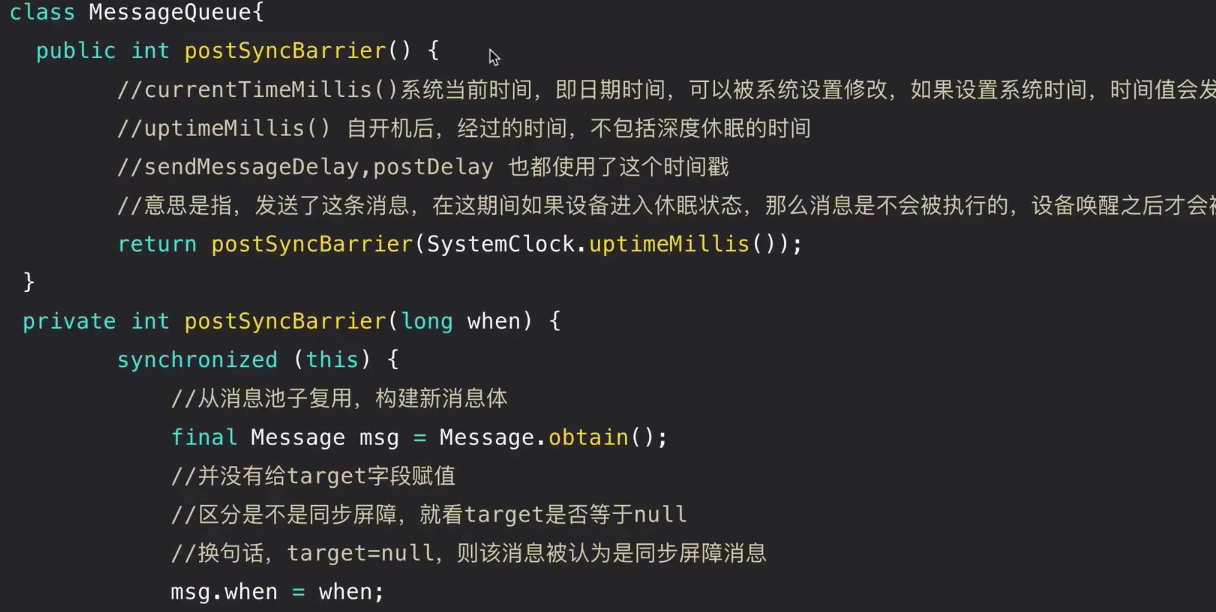 class MessageQueue{
public int postSyncBarrier() {
//currentTimeMillis()系统当前时间，即日期时间，可以被系统设置修改，如果设置系统时间，时间值会发
//uptimeMillis() 自开机后，经过的时间，不包括深度休眠的时间
//sendMessageDelay,postDelay 也都使用了这个时间戳
//意思是指，发送了这条消息，在这期间如果设备进入休眠状态，那么消息是不会被执行的，设备唤醒之后才会
return postSyncBarrier(SystemClock.uptimeMillis());
}
private int postSyncBarrier(long when) {
synchronized (this) {
//从消息池子复用，构建新消息体
final Message msg = Message.obtain();
//并没有给target字段赋值
//区分是不是同步屏障，就看target是否等于null
//换句话，target=null，则该消息被认为是同步屏障消息
msg.when = when;